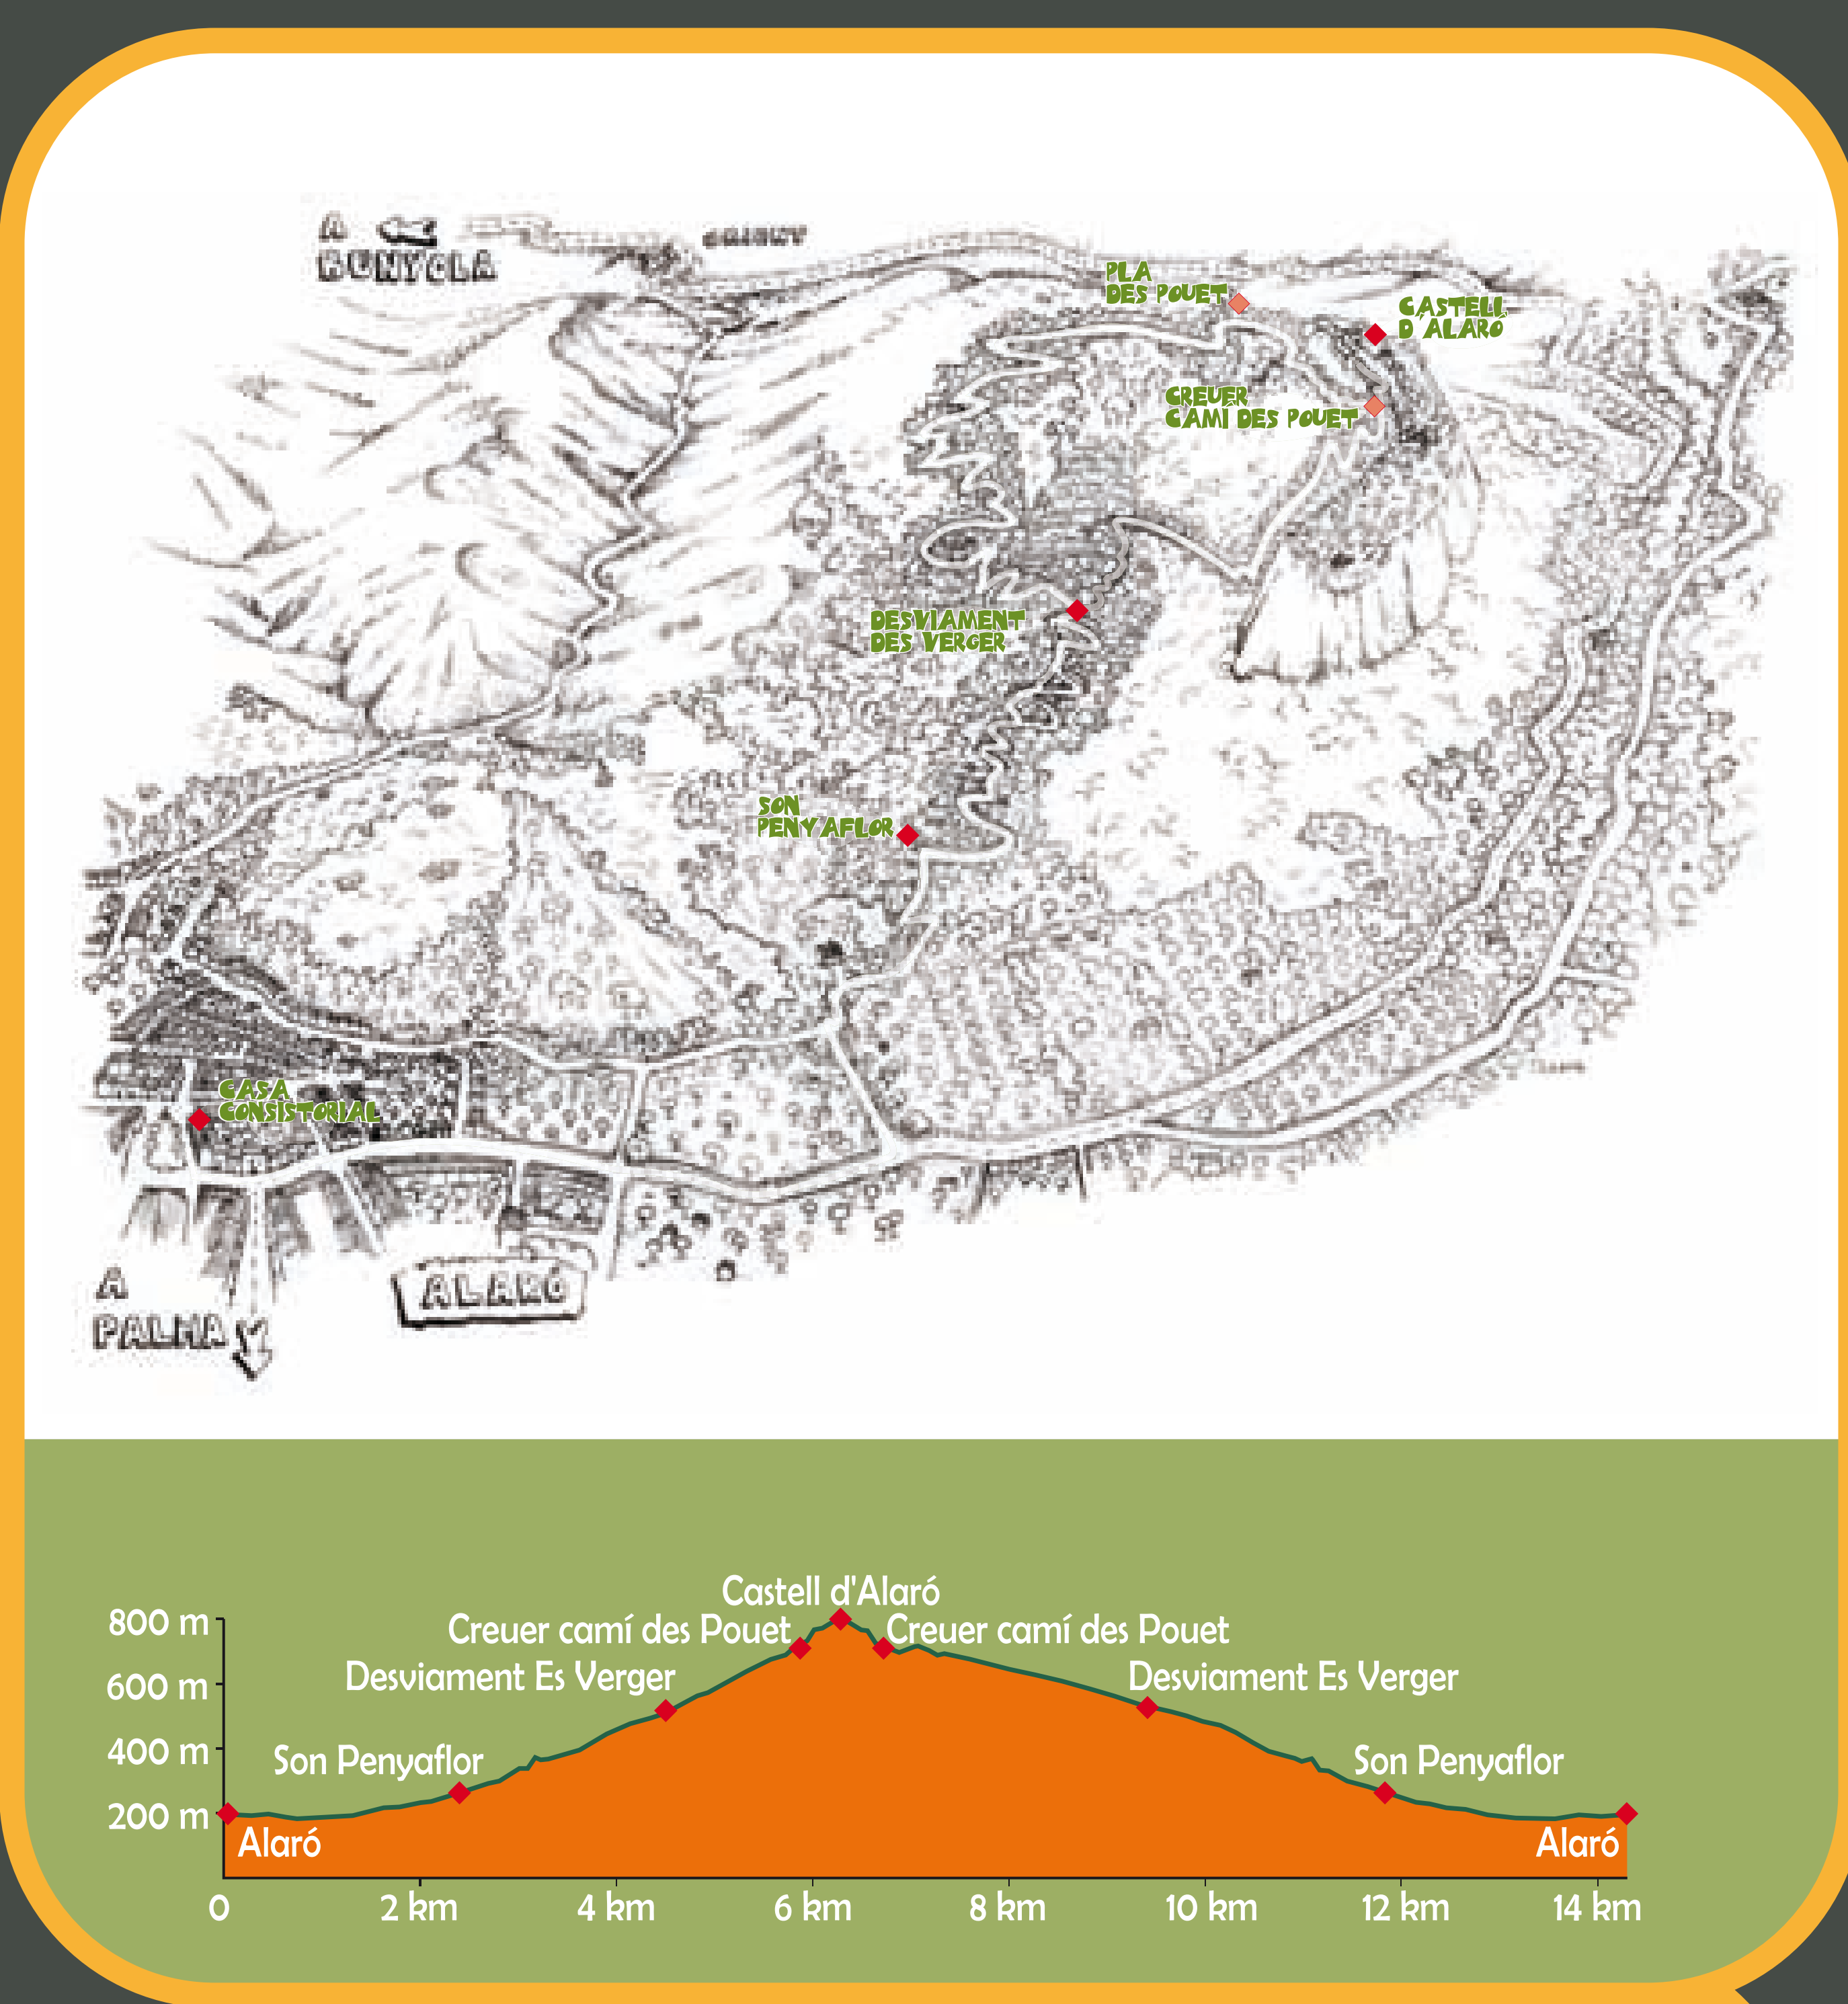 A
BUNYOLA
ORIENT
PLA
DES POUET
CASTELL
D'ALARÓ
CREUER
CAMÍ DES POUET
DESVIAMENT
DES VERGER
SON
PENYAFLOR
CASA
CONSISTORIAL
A
PALMA
ALARÓ
Castell d'Alaró
800 m
Creuer camí des Pouet
Creuer camí des Pouet
600 m
Desviament Es Verger
Desviament Es Verger
400 m
Son Penyaflor
Son Penyaflor
200 m
Alaró
Alaró
0
2 km
4 km
6 km
8 km
10 km
12 km
14 km